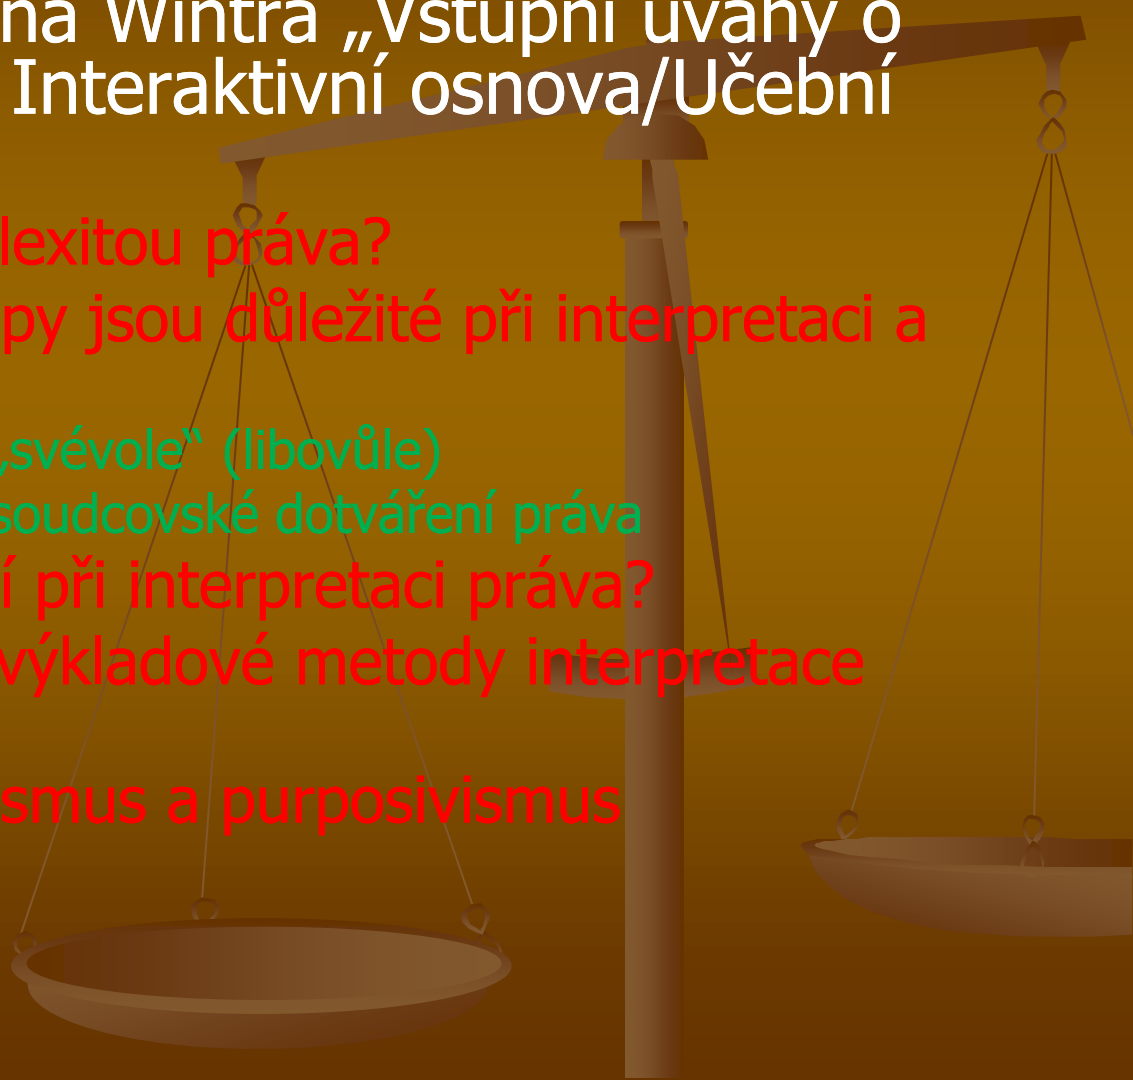 na Wintra „Vstupní úvahy o
Interaktivní osnova/Učební
lexitou práva?
py jsou důležité při interpretaci a
„svévole“ (libovůle)
soudcovské dotváření práva
í při interpretaci práva?
výkladové metody interpretace
smus a purposivismus